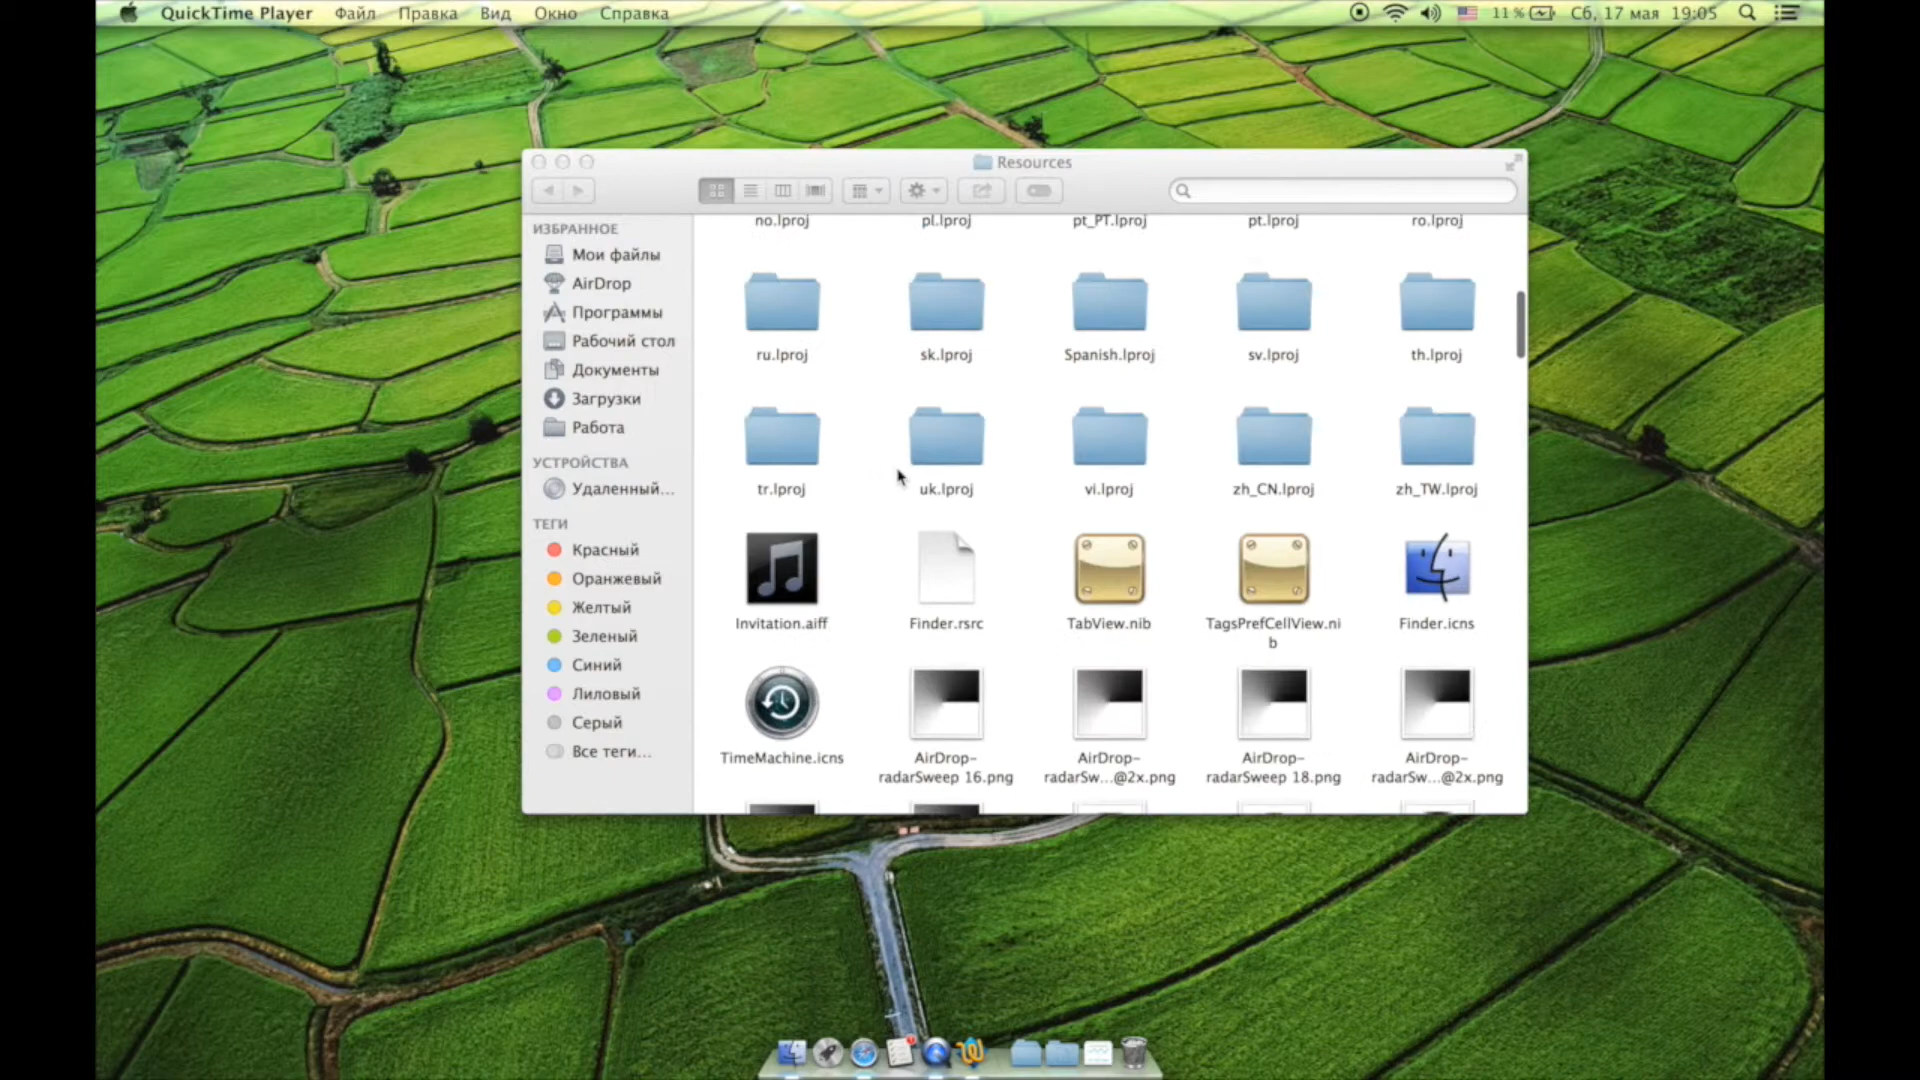 QuickTime Player Файл Правка Вид Окно Справка 11 % Сб, 17 мая 19:05
Resources
ИЗБРАННОЕ
Мои файлы
AirDrop
Программы
Рабочий стол
Документы
Загрузки
Работа
УСТРОЙСТВА
Удаленный...
ТЕГИ
Красный
Оранжевый
Желтый
Зеленый
Синий
Лиловый
Серый
Все теги...
no.lproj pl.lproj pt_PT.lproj pt.lproj ro.lproj
ru.lproj sk.lproj Spanish.lproj sv.lproj th.lproj
tr.lproj uk.lproj vi.lproj zh_CN.lproj zh_TW.lproj
Invitation.aiff Finder.rsrc TabView.nib TagsPrefCellView.ni Finder.icns
b
TimeMachine.icns AirDrop- AirDrop- AirDrop- AirDrop-
radarSweep 16.png radarSw...@2x.png radarSweep 18.png radarSw...@2x.png